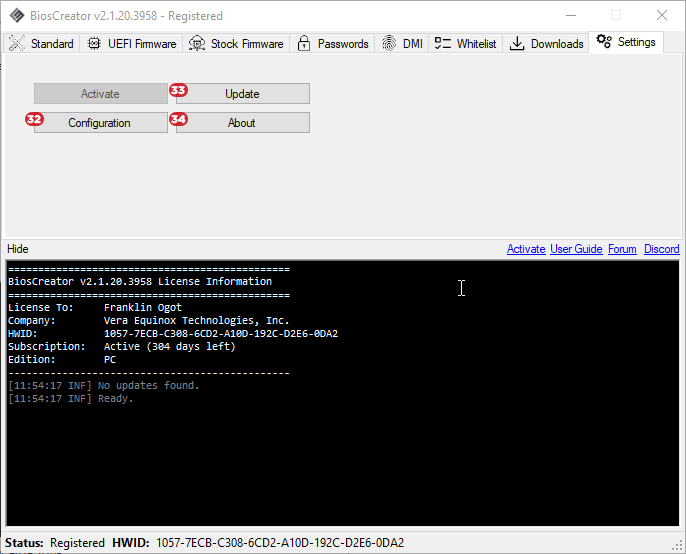 BiosCreator v2.1.20.3958 - Registered
Standard UEFI Firmware Stock Firmware Passwords DMI Whitelist Downloads Settings
Activate 33 Update
32 Configuration 34 About
Hide Activate User Guide Forum Discord
===============================================
BiosCreator v2.1.20.3958 License Information
===============================================
License To: Franklin Ogot
Company: Vera Equinox Technologies, Inc.
HWID: 1057-7ECB-C308-6CD2-A10D-192C-D2E6-0DA2
Subscription: Active (304 days left)
Edition: PC
-----------------------------------------------
[11:54:17 INF] No updates found.
[11:54:17 INF] Ready.
Status: Registered HWID: 1057-7ECB-C308-6CD2-A10D-192C-D2E6-0DA2